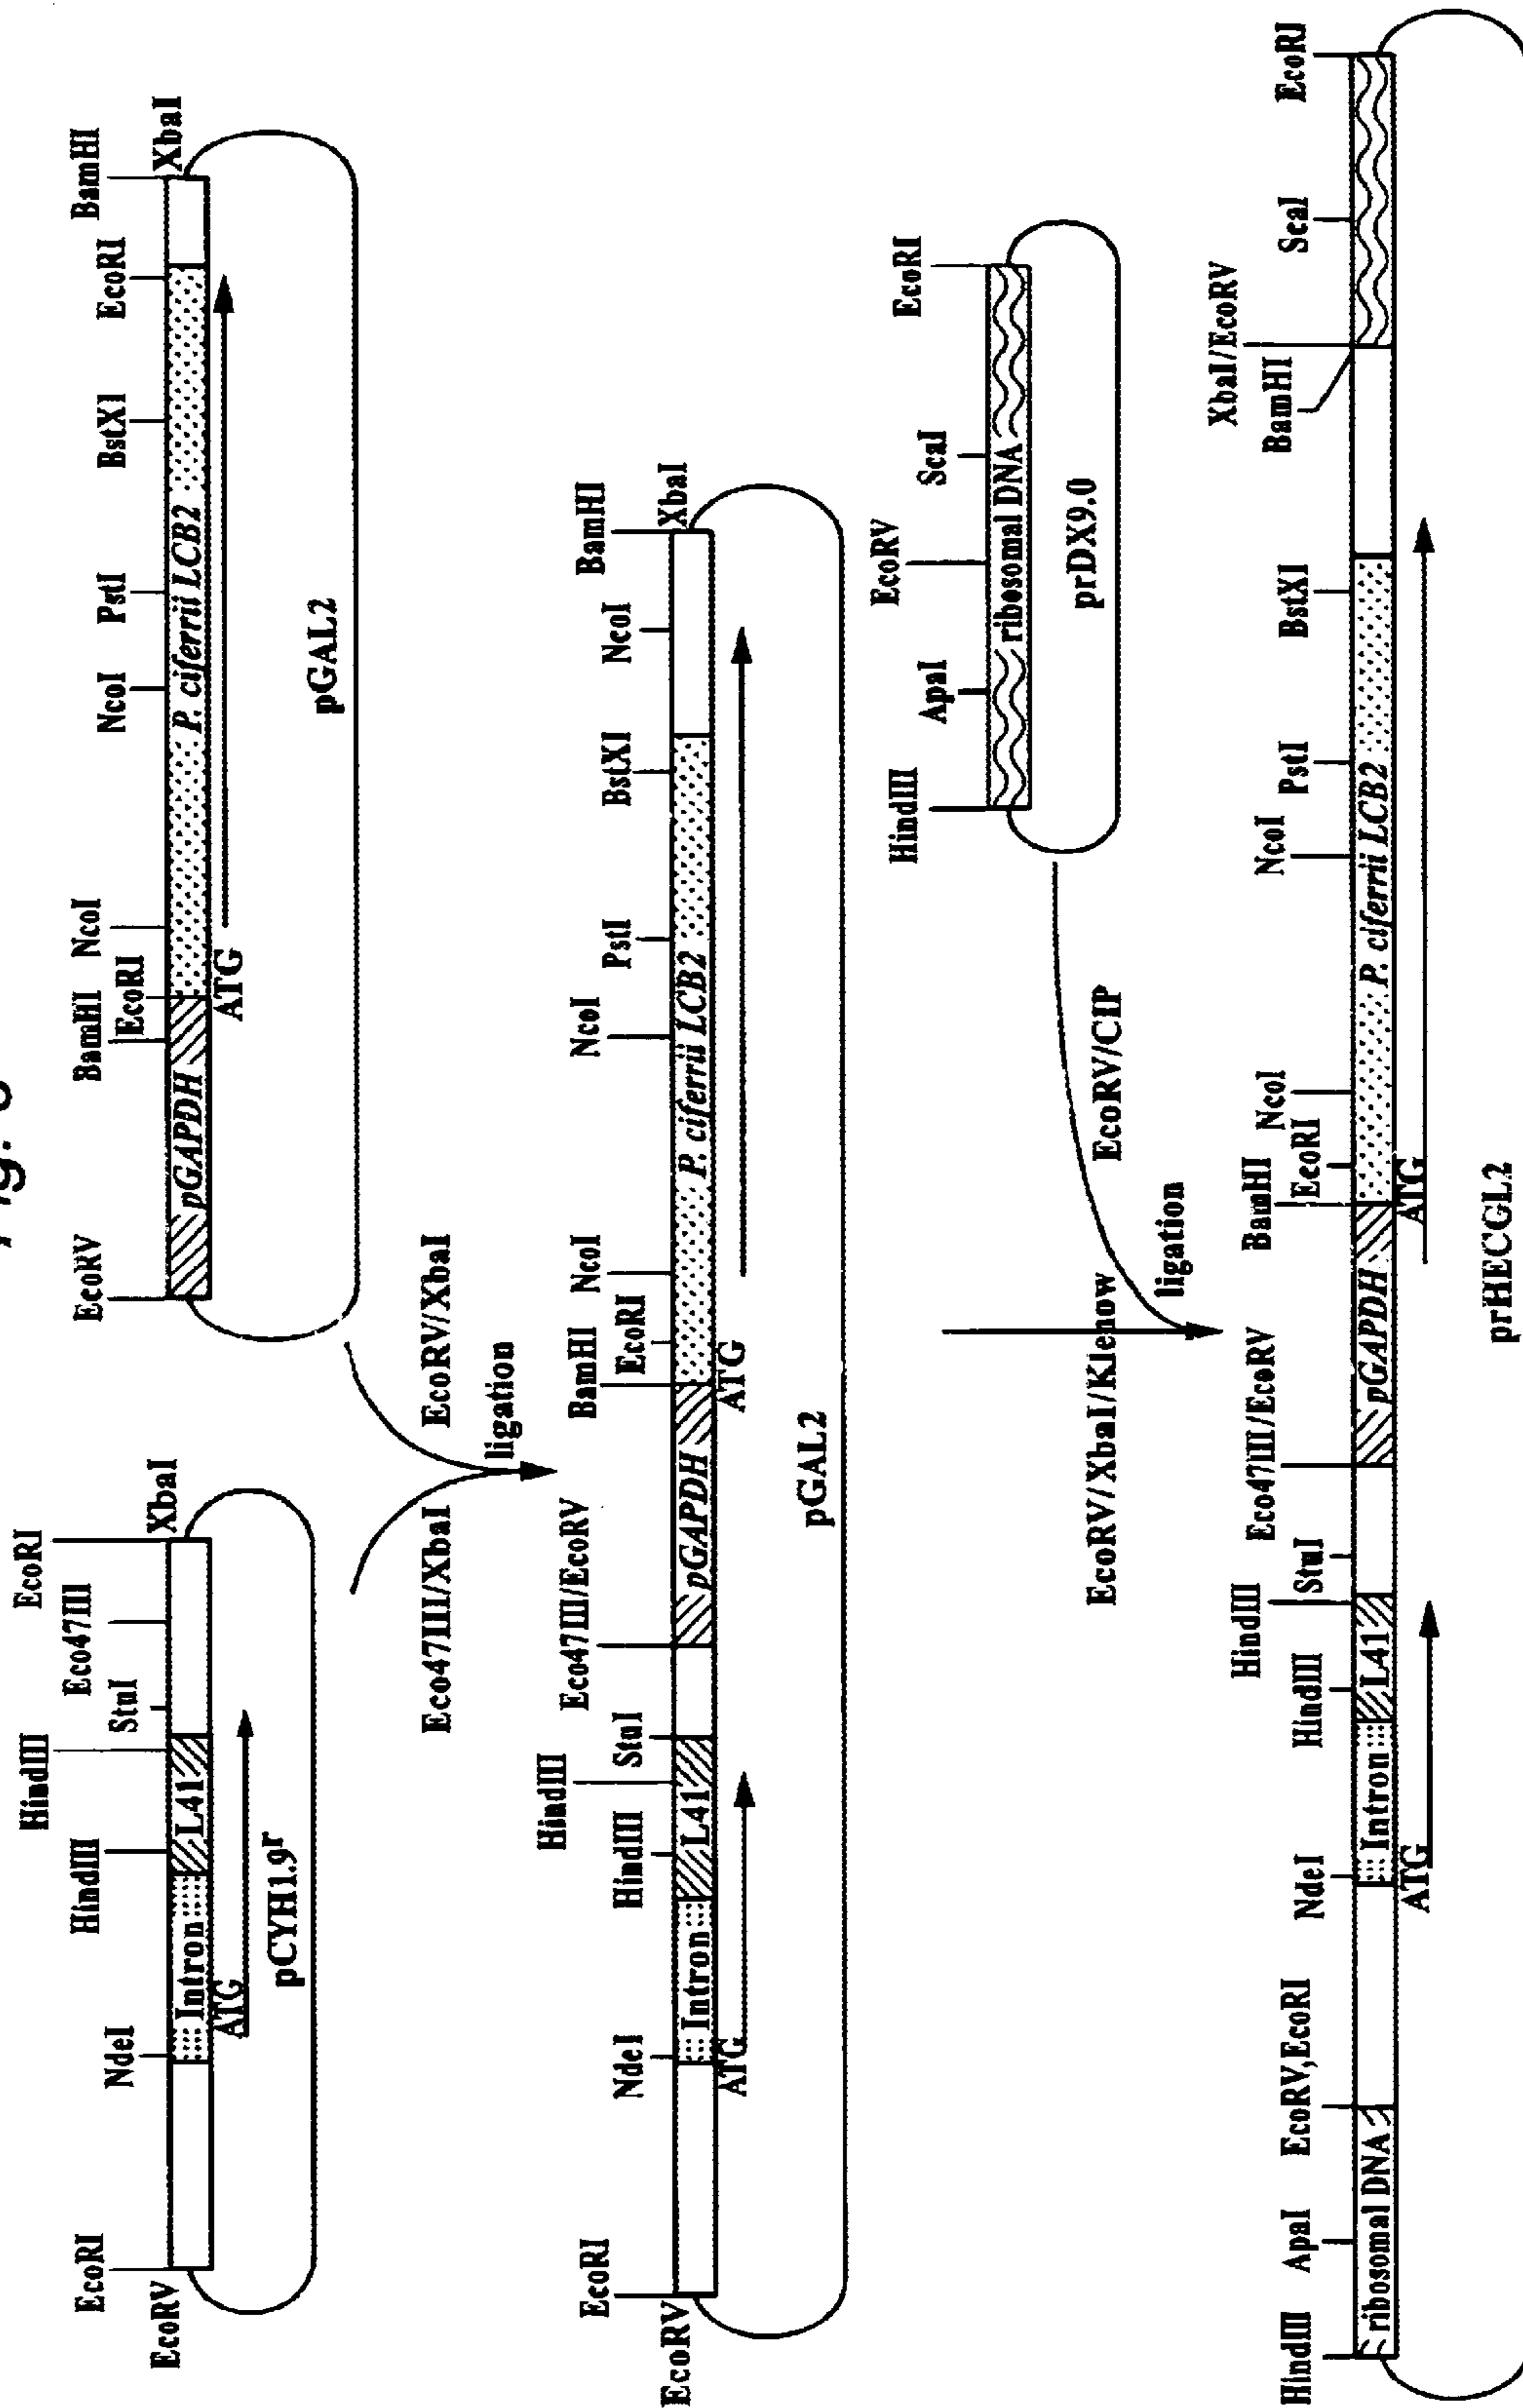 EcoRI
EcoRV
NdeI
HindIII
HindIII
StuI
Eco47III
EcoRI
XbaI
Intron
L41
ATG
pCYH1.9r
EcoRV
BamHI
EcoRI
NcoI
NcoI
PstI
BstXI
EcoRI
BamHI
XbaI
pGAPDH
P. ciferrii LCB2
ATG
pGAL2
Eco47III/XbaI
EcoRV/XbaI
ligation
EcoRI
EcoRV
NdeI
HindIII
HindIII
StuI
Eco47III/EcoRV
BamHI
EcoRI
NcoI
NcoI
PstI
BstXI
NcoI
BamHI
XbaI
Intron
L41
pGAPDH
P. ciferrii LCB2
ATG
ATG
pGAL2
HindIII
ApaI
EcoRV
ScaI
EcoRI
ribosomal DNA
prDX9.0
EcoRV/XbaI/Klenow
EcoRV/CIP
ligation
HindIII
ApaI
EcoRV,EcoRI
NdeI
HindIII
HindIII
StuI
Eco47III/EcoRV
BamHI
EcoRI
NcoI
NcoI
PstI
BstXI
BamHI
XbaI/EcoRV
ScaI
EcoRI
ribosomal DNA
Intron
L41
pGAPDH
P. ciferrii LCB2
ATG
ATG
prHECGL2